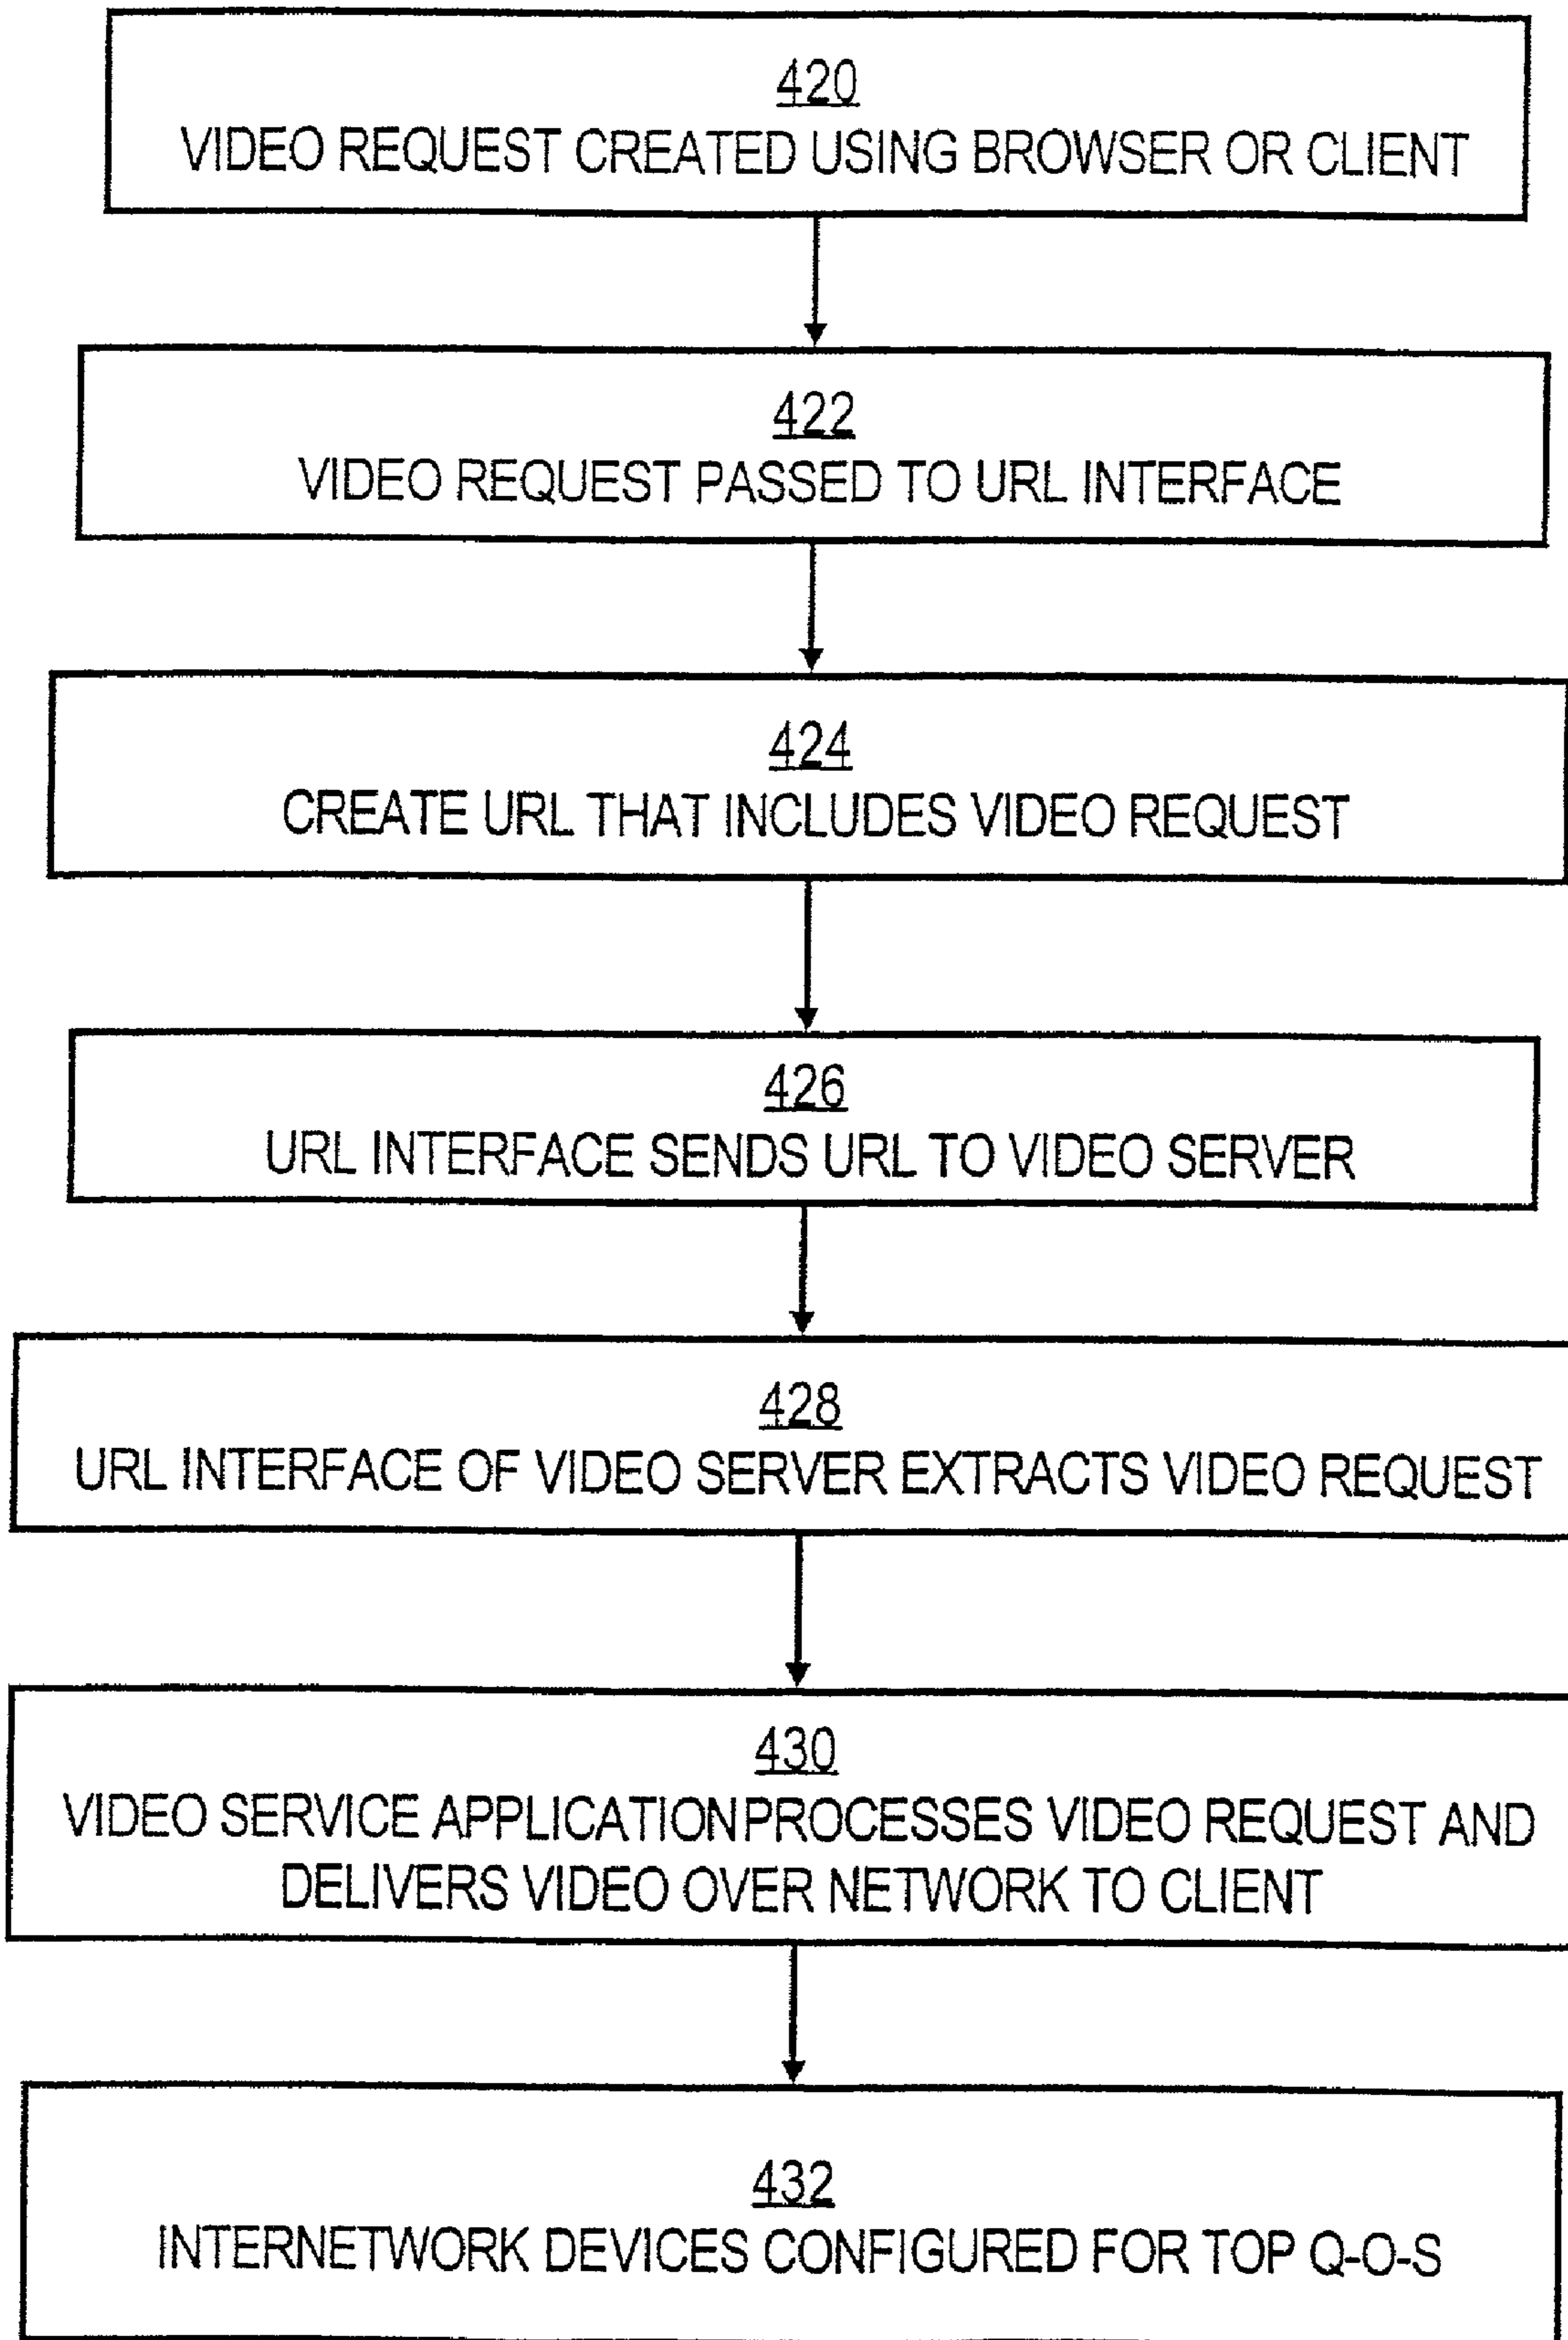 420
VIDEO REQUEST CREATED USING BROWSER OR CLIENT
422
VIDEO REQUEST PASSED TO URL INTERFACE
424
CREATE URL THAT INCLUDES VIDEO REQUEST
426
URL INTERFACE SENDS URL TO VIDEO SERVER
428
URL INTERFACE OF VIDEO SERVER EXTRACTS VIDEO REQUEST
430
VIDEO SERVICE APPLICATION PROCESSES VIDEO REQUEST AND
DELIVERS VIDEO OVER NETWORK TO CLIENT
432
INTERNETWORK DEVICES CONFIGURED FOR TOP Q-O-S